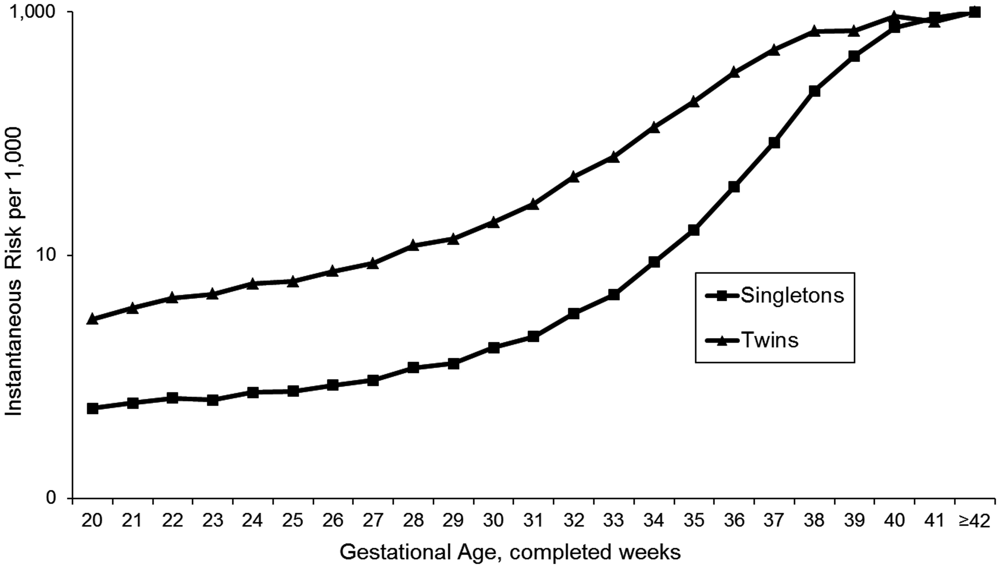 Instantaneous Risk per 1,000
1,000
10
0
Singletons
Twins
20 21 22 23 24 25 26 27 28 29 30 31 32 33 34 35 36 37 38 39 40 41 ≥42
Gestational Age, completed weeks